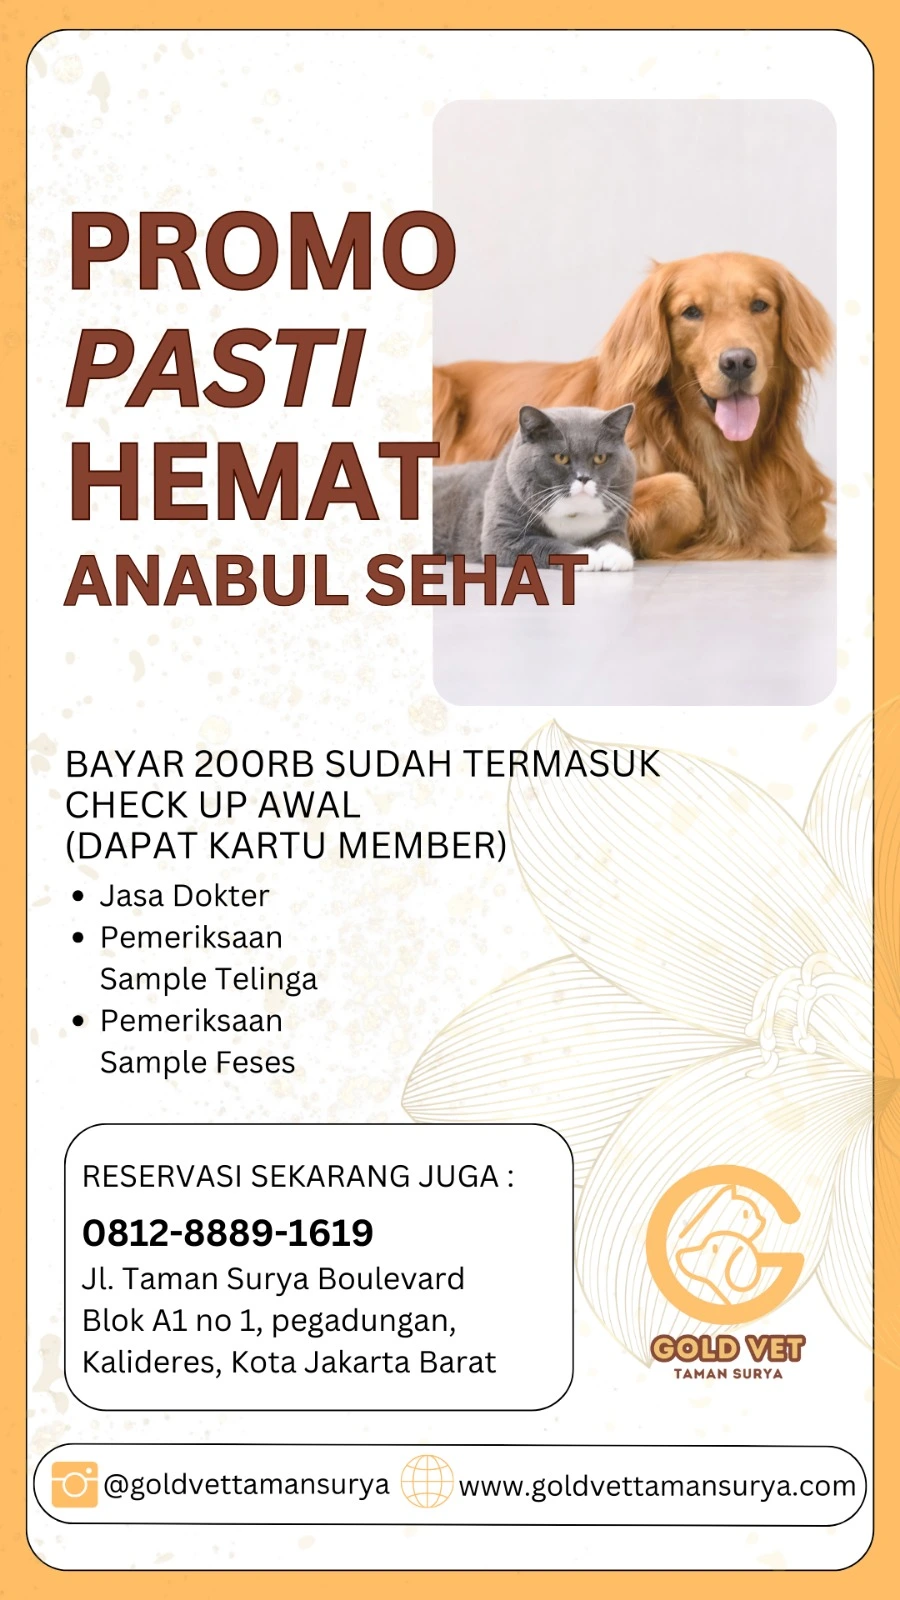 PROMO
PASTI
HEMAT
ANABUL SEHAT
BAYAR 200RB SUDAH TERMASUK
CHECK UP AWAL
(DAPAT KARTU MEMBER)
• Jasa Dokter
• Pemeriksaan
Sample Telinga
• Pemeriksaan
Sample Feses
RESERVASI SEKARANG JUGA :
0812-8889-1619
Jl. Taman Surya Boulevard
Blok A1 no 1, pegadungan,
Kalideres, Kota Jakarta Barat
GOLD VET
TAMAN SURYA
@goldvettamansurya
www.goldvettamansurya.com